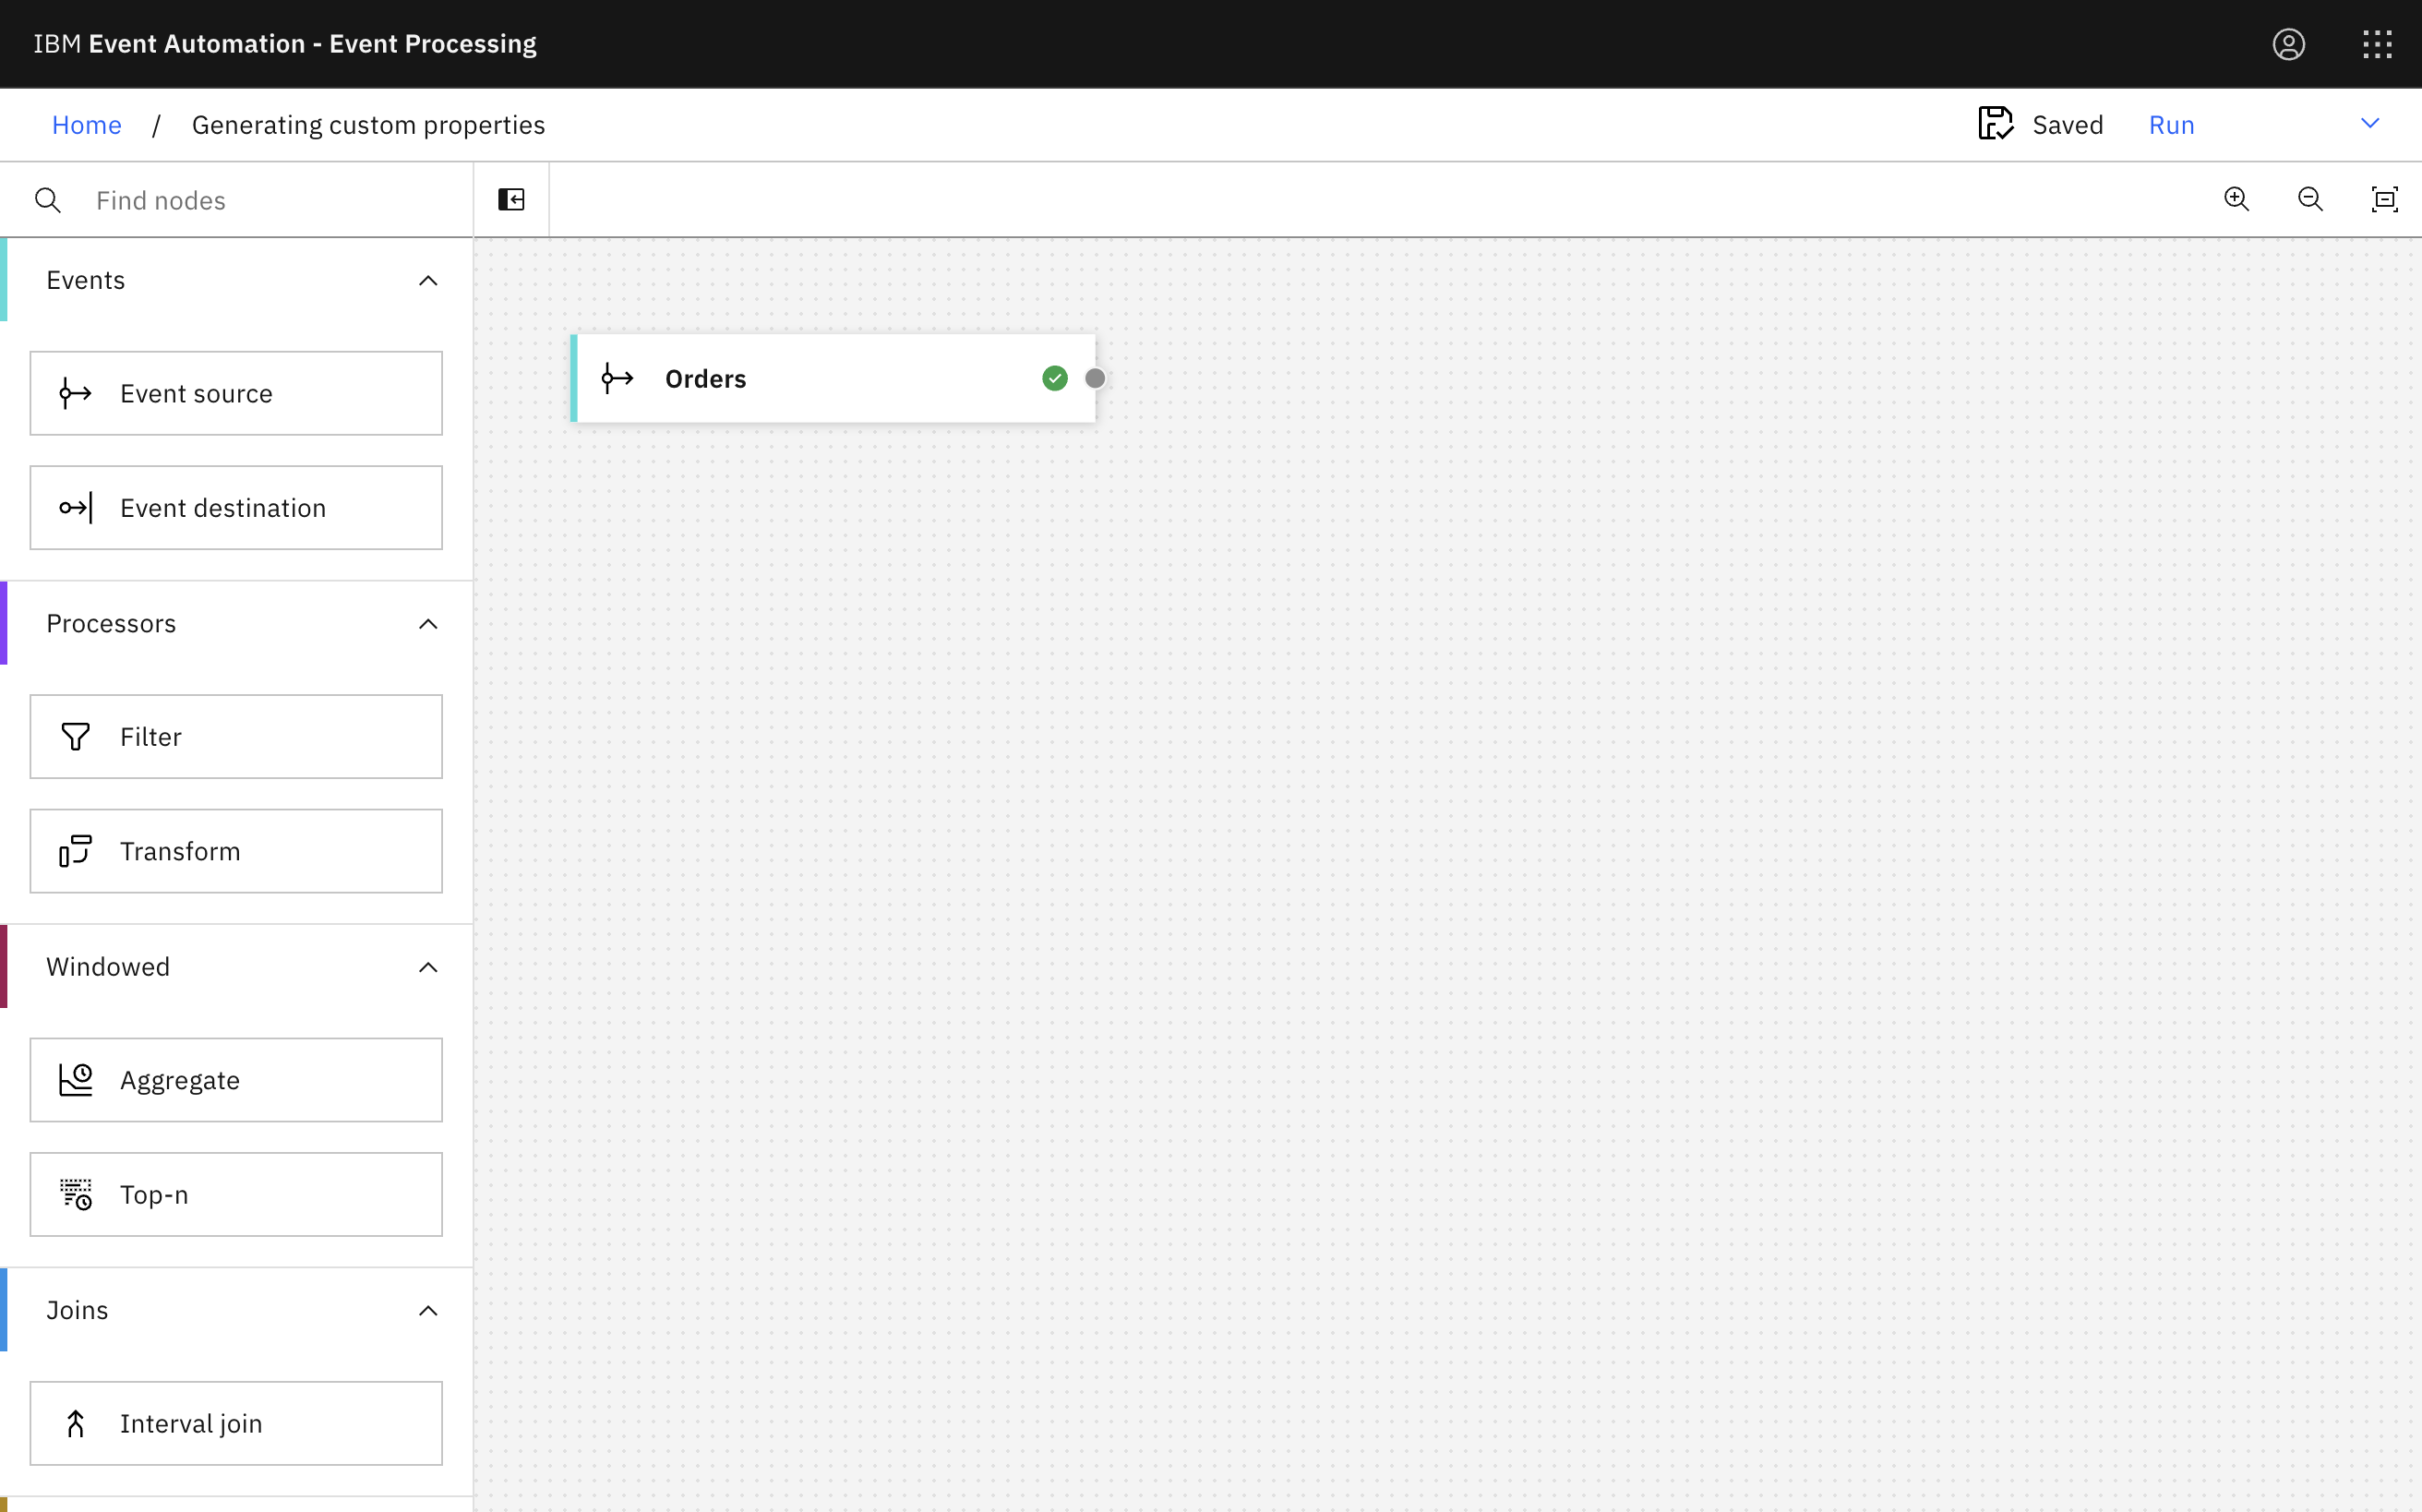 IBM Event Automation - Event Processing
Home / Generating custom properties
Saved
Run
Find nodes
Events
Event source
Event destination
Processors
Filter
Transform
Windowed
Aggregate
Top-n
Joins
Interval join
Orders